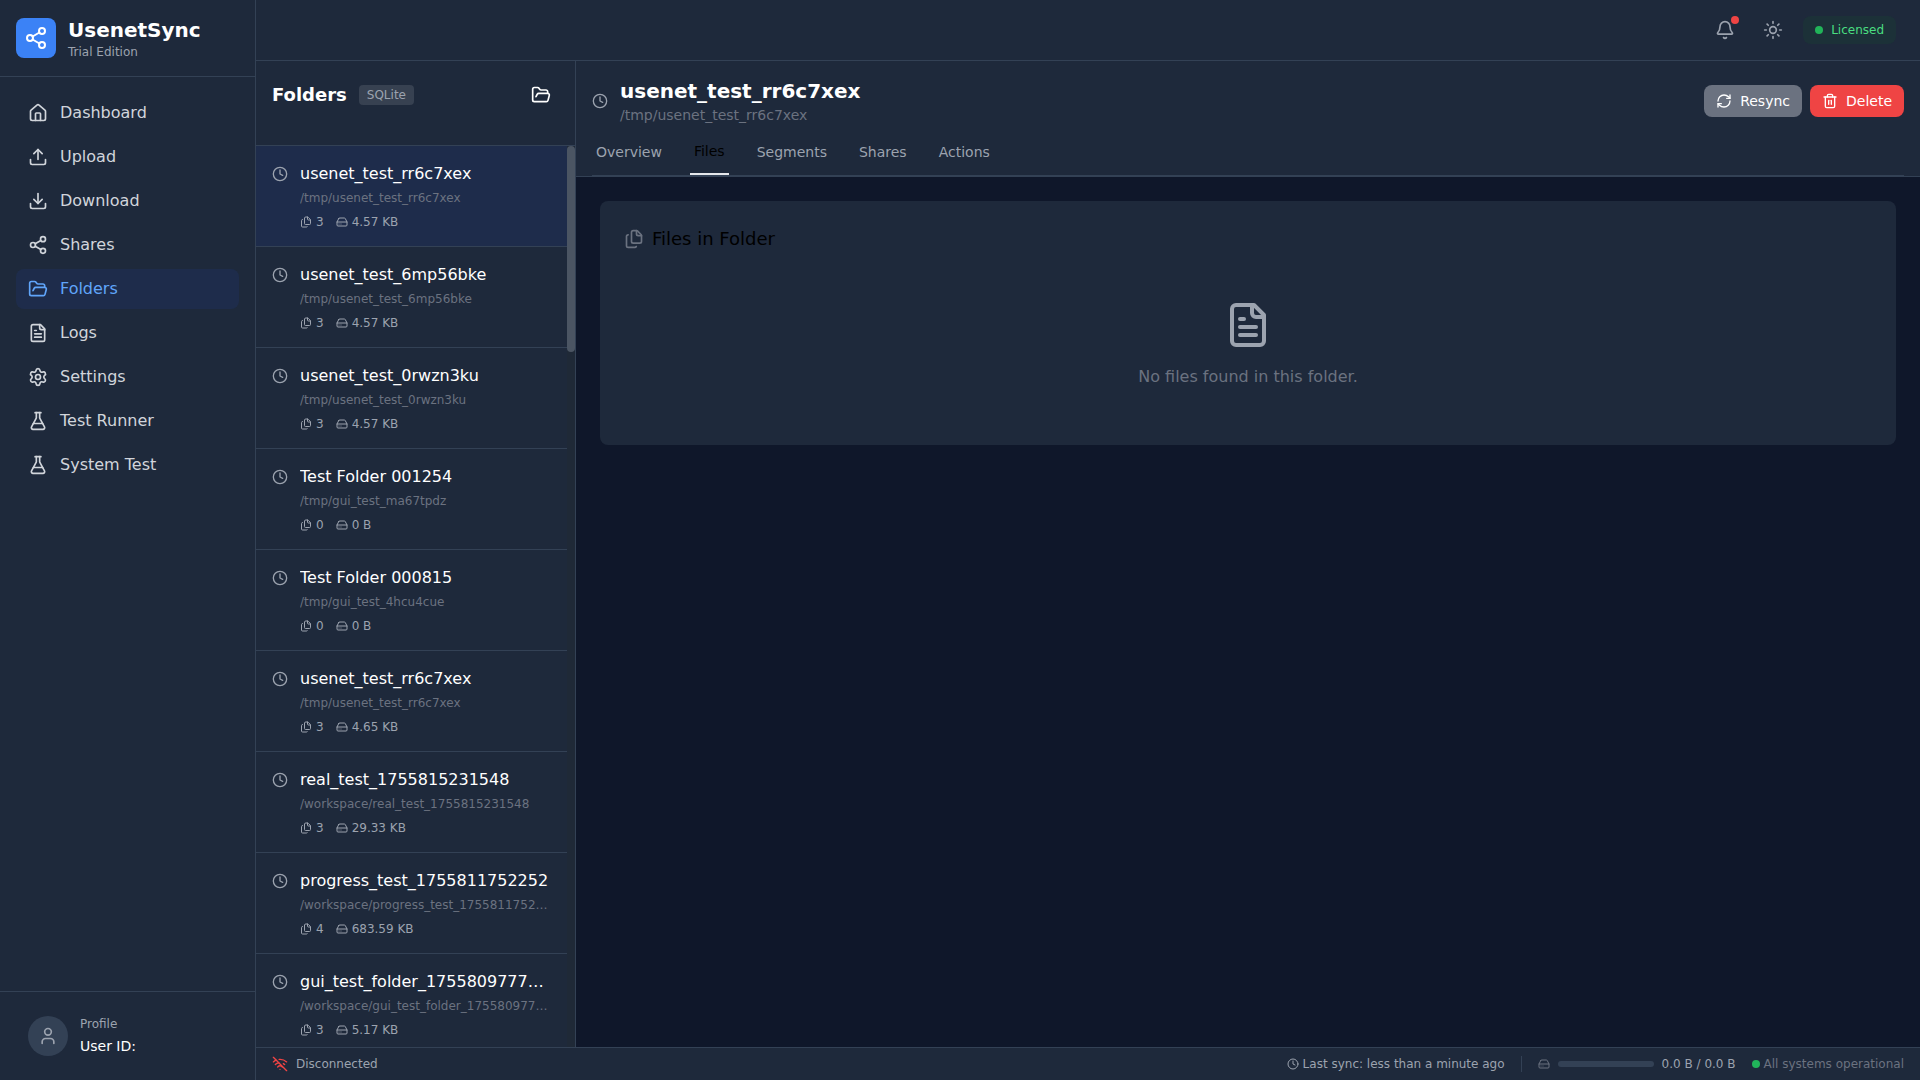 UsenetSync
Trial Edition
Dashboard
Upload
Download
Shares
Folders
Logs
Settings
Test Runner
System Test
Profile
User ID:
Licensed
Folders
SQLite
usenet_test_rr6c7xex
/tmp/usenet_test_rr6c7xex
3 4.57 KB
usenet_test_6mp56bke
/tmp/usenet_test_6mp56bke
3 4.57 KB
usenet_test_0rwzn3ku
/tmp/usenet_test_0rwzn3ku
3 4.57 KB
Test Folder 001254
/tmp/gui_test_ma67tpdz
0 0 B
Test Folder 000815
/tmp/gui_test_4hcu4cue
0 0 B
usenet_test_rr6c7xex
/tmp/usenet_test_rr6c7xex
3 4.65 KB
real_test_1755815231548
/workspace/real_test_1755815231548
3 29.33 KB
progress_test_1755811752252
/workspace/progress_test_1755811752...
4 683.59 KB
gui_test_folder_1755809777...
/workspace/gui_test_folder_175580977...
3 5.17 KB
usenet_test_rr6c7xex
/tmp/usenet_test_rr6c7xex
Resync
Delete
Overview Files Segments Shares Actions
Files in Folder
No files found in this folder.
Disconnected
Last sync: less than a minute ago
0.0 B / 0.0 B
All systems operational